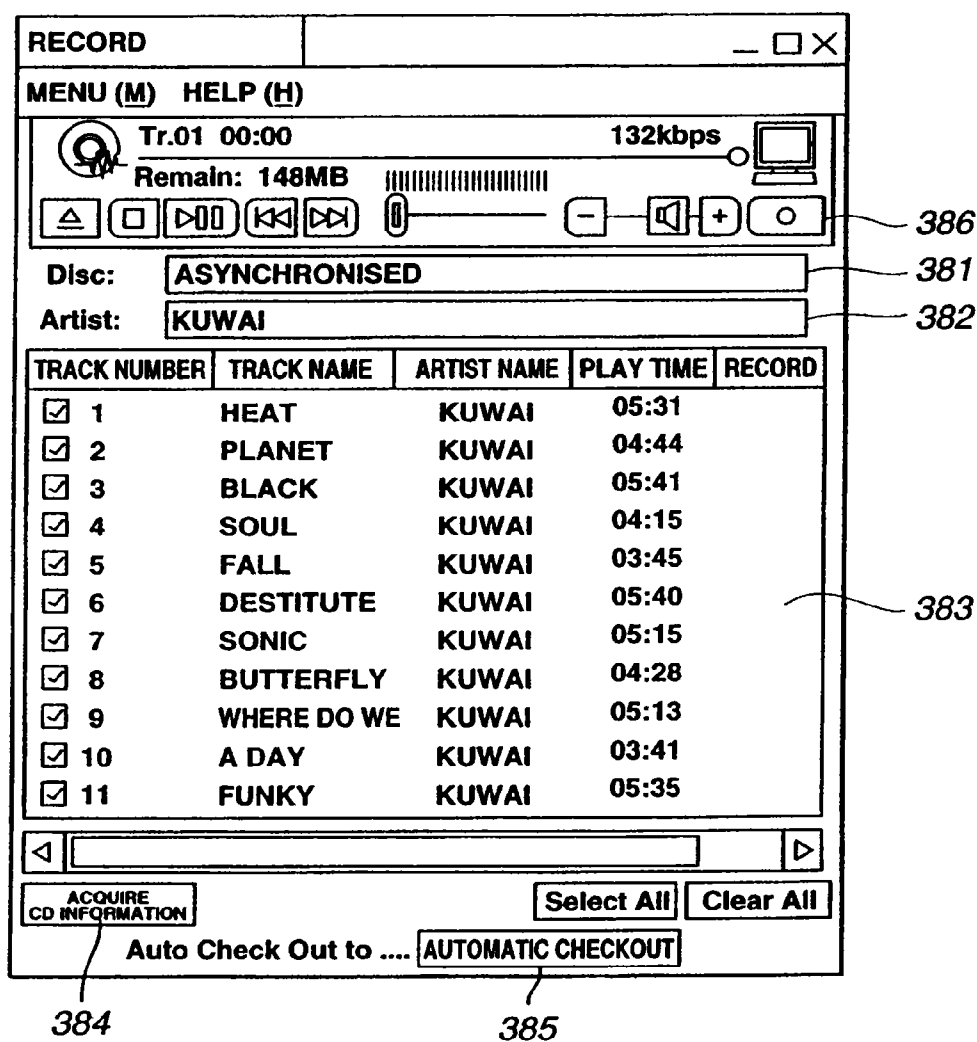 RECORD
MENU (M) HELP (H)
Tr.01 00:00 132kbps
Remain: 148MB
- +
386
Disc: ASYNCHRONISED
381
Artist: KUWAI
382
TRACK NUMBER TRACK NAME ARTIST NAME PLAY TIME RECORD
1 HEAT KUWAI 05:31
2 PLANET KUWAI 04:44
3 BLACK KUWAI 05:41
4 SOUL KUWAI 04:15
5 FALL KUWAI 03:45
6 DESTITUTE KUWAI 05:40
383
7 SONIC KUWAI 05:15
8 BUTTERFLY KUWAI 04:28
9 WHERE DO WE KUWAI 05:13
10 A DAY KUWAI 03:41
11 FUNKY KUWAI 05:35
ACQUIRE
CD INFORMATION
Select All Clear All
Auto Check Out to .... AUTOMATIC CHECKOUT
384
385